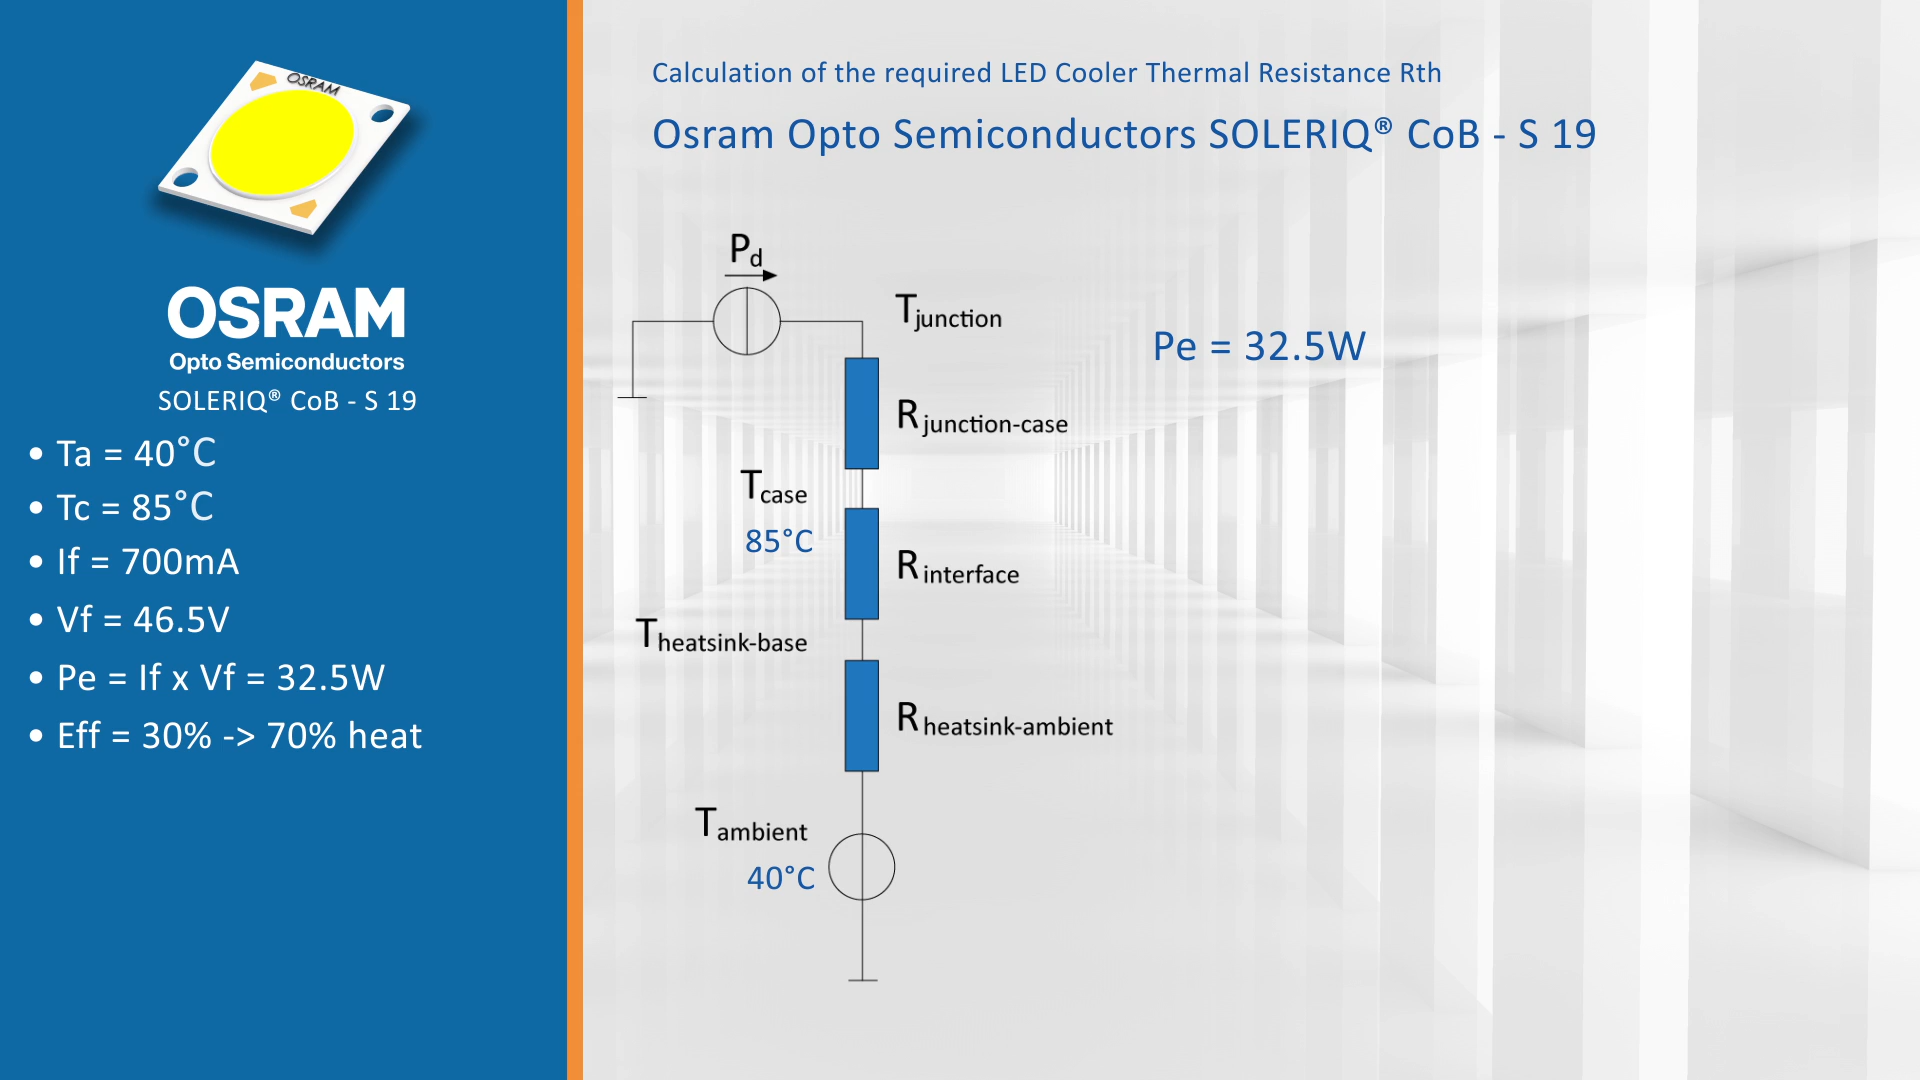 OSRAM
OSRAM
Opto Semiconductors
SOLERIQ® CoB - S 19
• Ta = 40°C
• Tc = 85°C
• If = 700mA
• Vf = 46.5V
• Pe = If x Vf = 32.5W
• Eff = 30% -> 70% heat
Calculation of the required LED Cooler Thermal Resistance Rth
Osram Opto Semiconductors SOLERIQ® CoB - S 19
Pd
Tjunction
Pe = 32.5W
Rjunction-case
Tcase
85°C
Rinterface
Theatsink-base
Rheatsink-ambient
Tambient
40°C